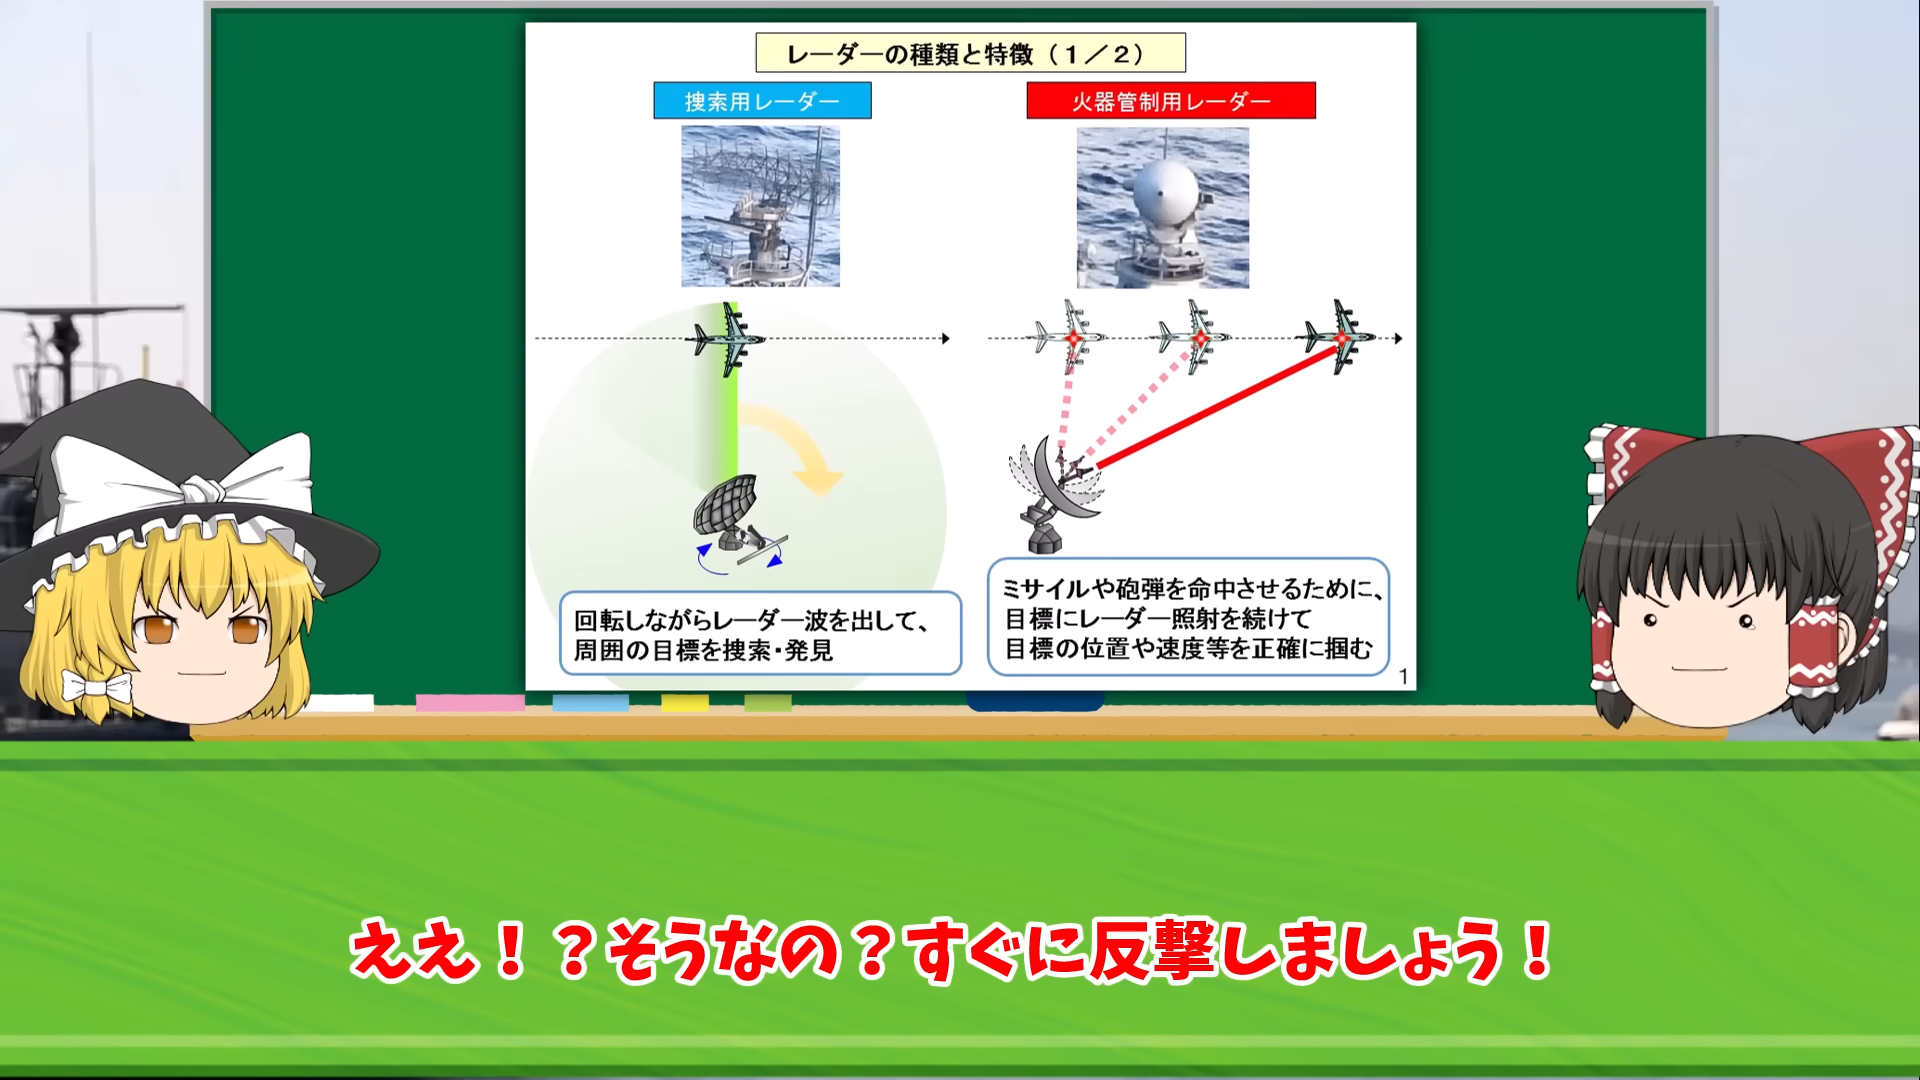 レーダーの種類と特徴（１／２）
捜索用レーダー
火器管制用レーダー
回転しながらレーダー波を出して、
周囲の目標を捜索・発見
ミサイルや砲弾を命中させるために、
目標にレーダー照射を続けて
目標の位置や速度等を正確に掴む
1
ええ！？そうなの？すぐに反撃しましょう！